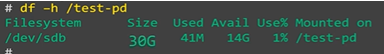 # df -h /test-pd
Filesystem Size Used Avail Use% Mounted on
/dev/sdb 30G 41M 14G 1% /test-pd
#